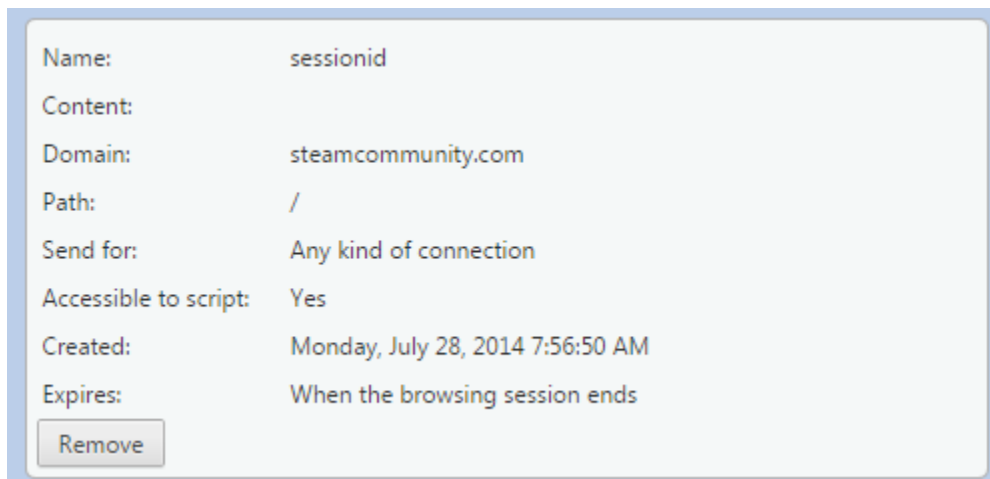 Name: sessionid
Content:
Domain: steamcommunity.com
Path: /
Send for: Any kind of connection
Accessible to script: Yes
Created: Monday, July 28, 2014 7:56:50 AM
Expires: When the browsing session ends
Remove